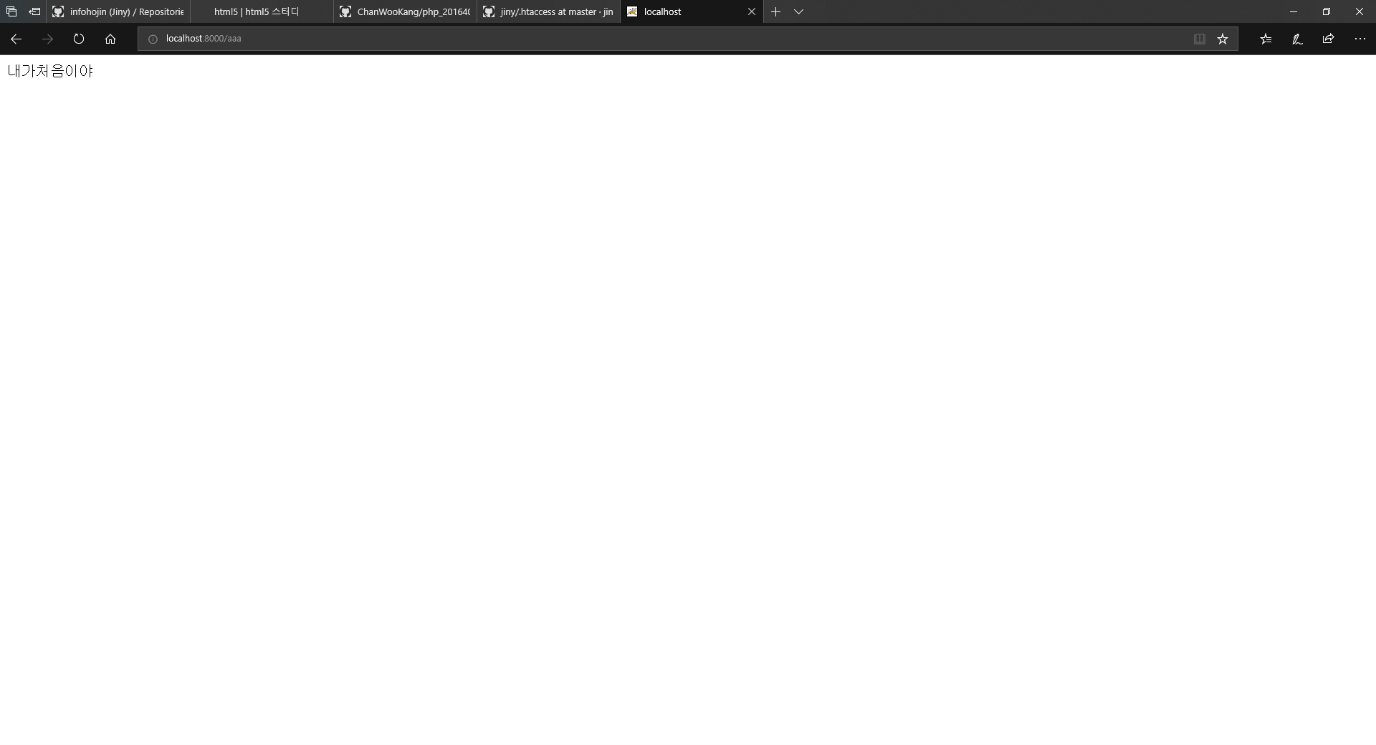 infohojin (Jiny) / Repositorie
html5 | html5 스터디
ChanWooKang/php_20164
jiny/.htaccess at master · jin
localhost
localhost:8000/aaa
내가처음이야